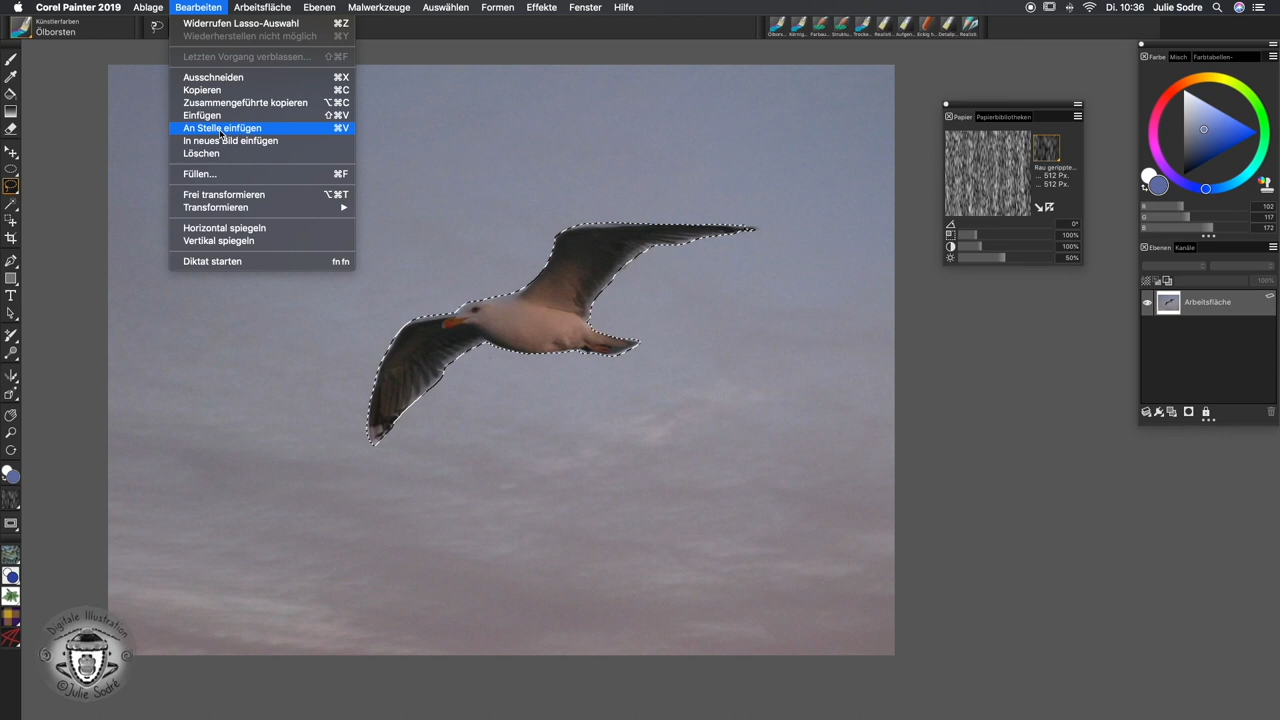 Corel Painter 2019 Ablage Bearbeiten Arbeitsfläche Ebenen Formen Malwerkzeuge Auswählen Konturen Effekte Fenster Hilfe Di. 10:36 Julie Sodre
Künstlerfarben
Ölborsten
Widerrufen Lasso-Auswahl ⌘Z
Wiederherstellen nicht möglich ⌘Y
Letzten Vorgang verblassen... ⇧⌘F
Ausschneiden ⌘X
Kopieren ⌘C
Zusammengeführte kopieren ⌥⌘C
Einfügen ⇧⌘V
An Stelle einfügen ⌘V
In neues Bild einfügen
Löschen
Füllen... ⌘F
Frei transformieren ⌥⌘T
Transformieren
Horizontal spiegeln
Vertikal spiegeln
Diktat starten fn fn
Papier Papierbibliotheken
Rau gerippte...
... 512 Px.
... 512 Px.
0°
100%
100%
50%
Farbe Misch Farbtabellen-
R 102
G 117
B 172
Ebenen Kanäle
100%
Arbeitsfläche
Digitale Illustration
©Julie Sodré